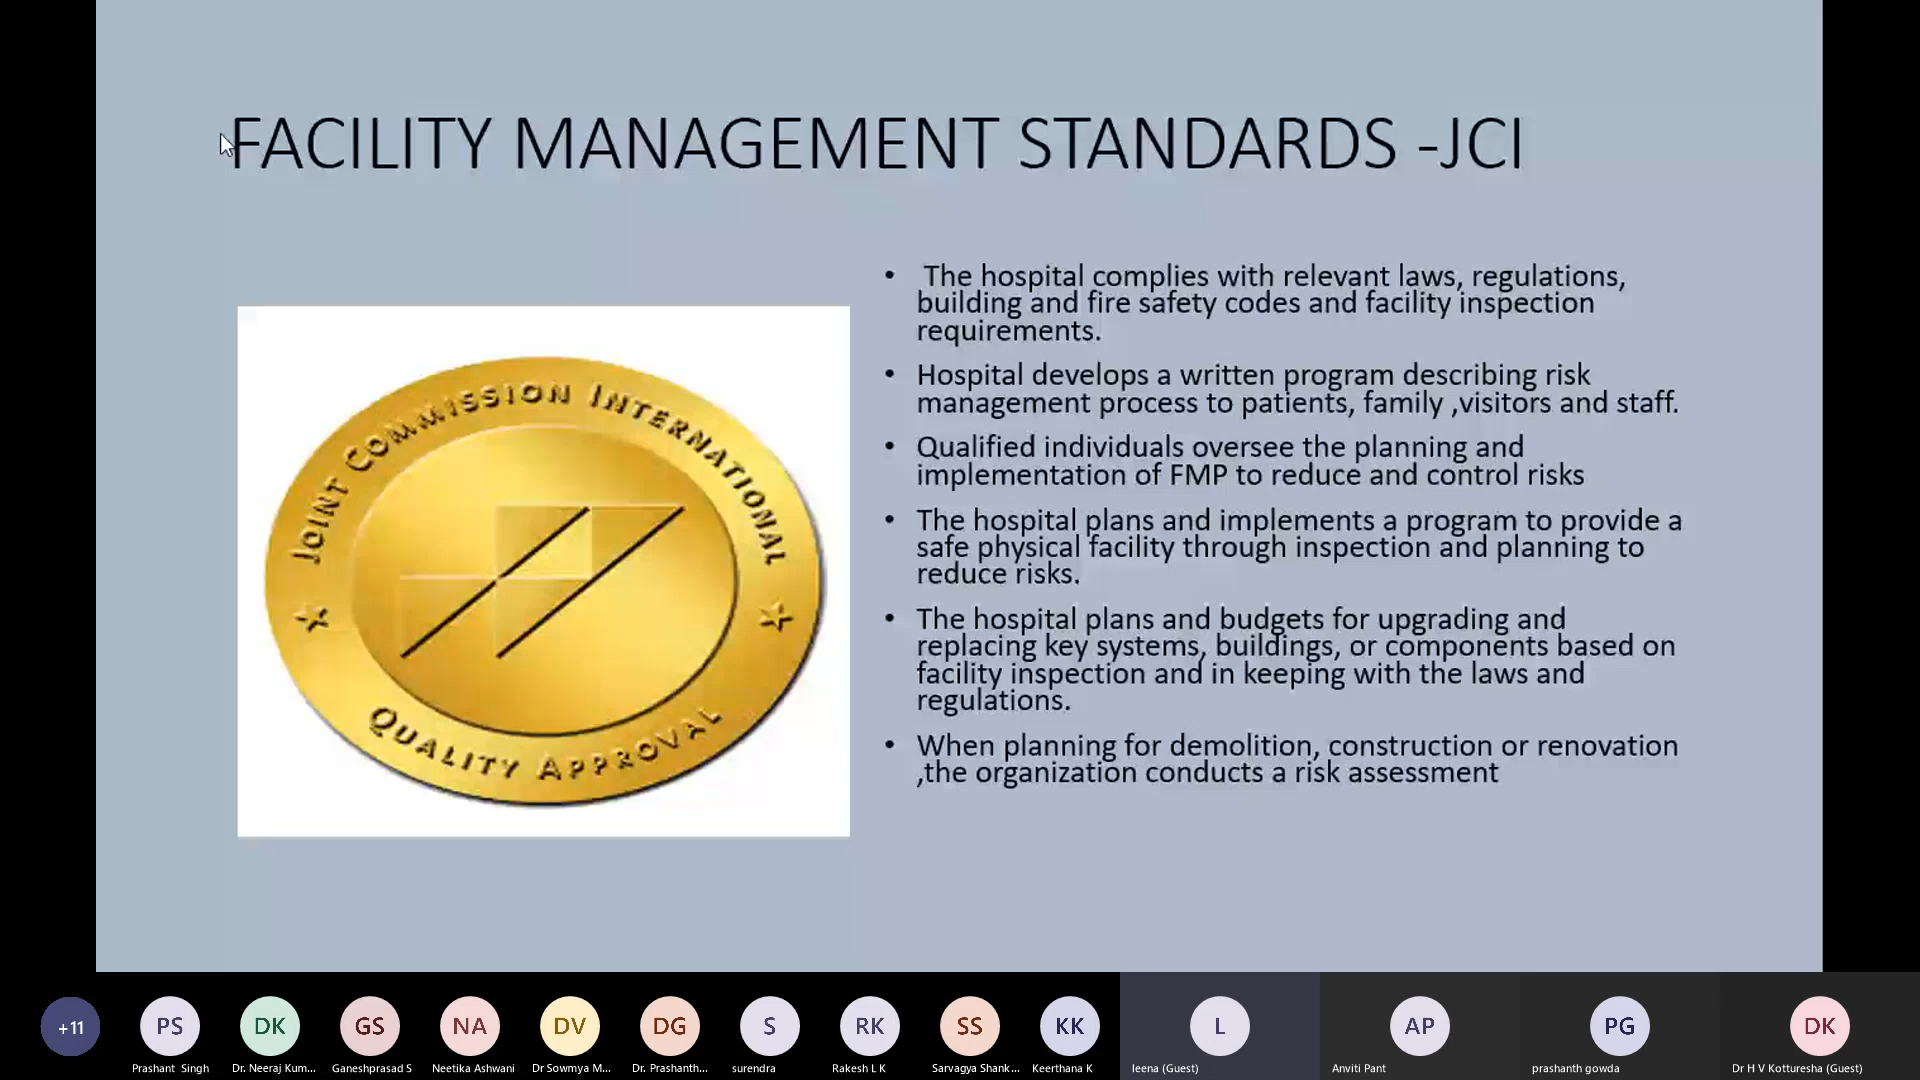 FACILITY MANAGEMENT STANDARDS -JCI
JOINT COMMISSION INTERNATIONAL
QUALITY APPROVAL
• The hospital complies with relevant laws, regulations,
building and fire safety codes and facility inspection
requirements.
• Hospital develops a written program describing risk
management process to patients, family ,visitors and staff.
• Qualified individuals oversee the planning and
implementation of FMP to reduce and control risks
• The hospital plans and implements a program to provide a
safe physical facility through inspection and planning to
reduce risks.
• The hospital plans and budgets for upgrading and
replacing key systems, buildings, or components based on
facility inspection and in keeping with the laws and
regulations.
• When planning for demolition, construction or renovation
,the organization conducts a risk assessment
+11 PS DK GS NA DV DG S RK SS KK L AP PG DK
Prashant Singh Dr. Neeraj Kum... Ganeshprasad S Neetika Ashwani Dr Sowmya M... Dr. Prashanth... surendra Rakesh L K Sarvagya Shank... Keerthana K leena (Guest) Anviti Pant prashanth gowda Dr H V Kotturesha (Guest)